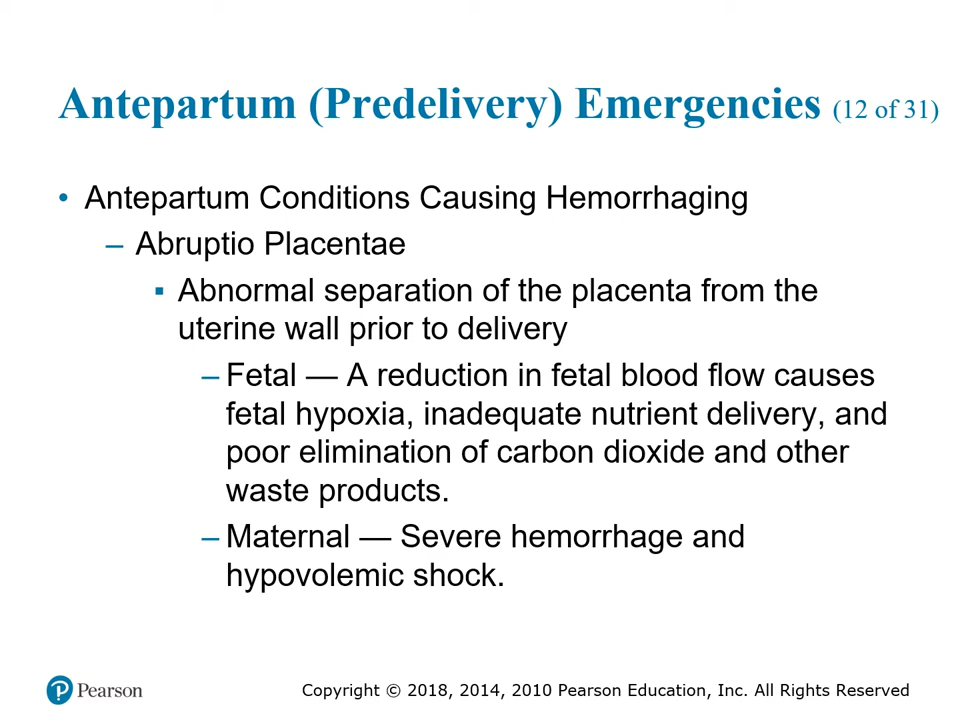 Antepartum (Predelivery) Emergencies (12 of 31)
• Antepartum Conditions Causing Hemorrhaging
– Abruptio Placentae
▪ Abnormal separation of the placenta from the
uterine wall prior to delivery
– Fetal — A reduction in fetal blood flow causes
fetal hypoxia, inadequate nutrient delivery, and
poor elimination of carbon dioxide and other
waste products.
– Maternal — Severe hemorrhage and
hypovolemic shock.
Pearson
Copyright © 2018, 2014, 2010 Pearson Education, Inc. All Rights Reserved